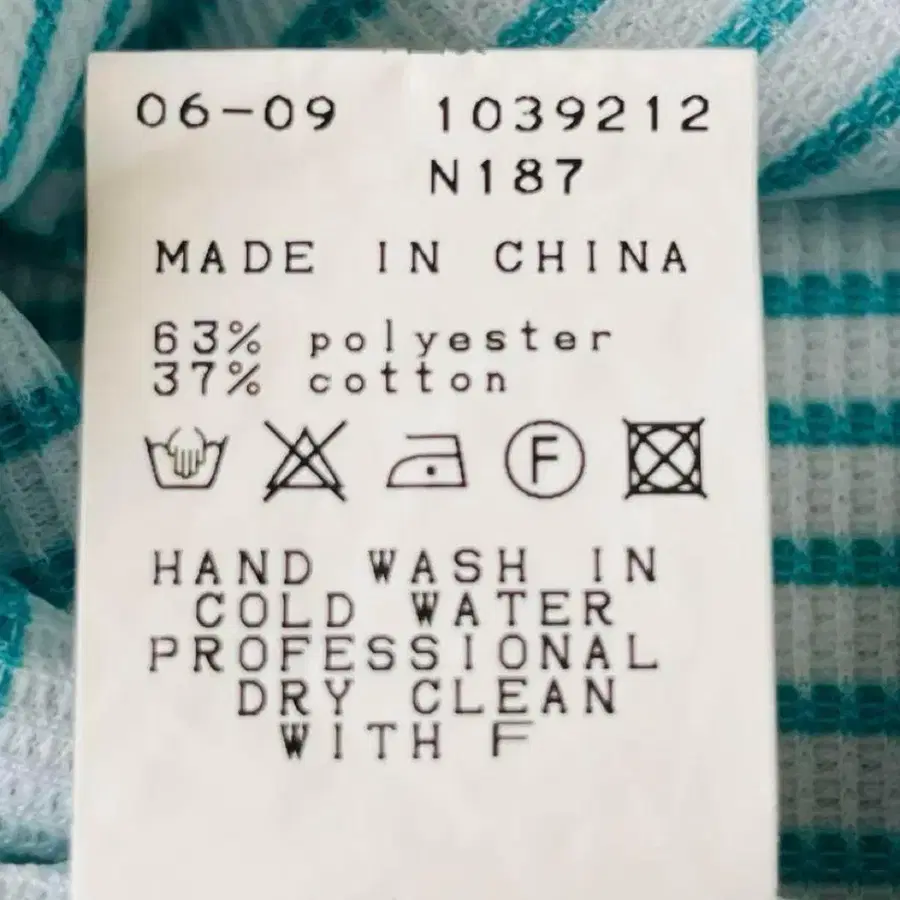 06-09 1039212
N187
MADE IN CHINA
63% polyester
37% cotton
F
HAND WASH IN
COLD WATER
PROFESSIONAL
DRY CLEAN
WITH F